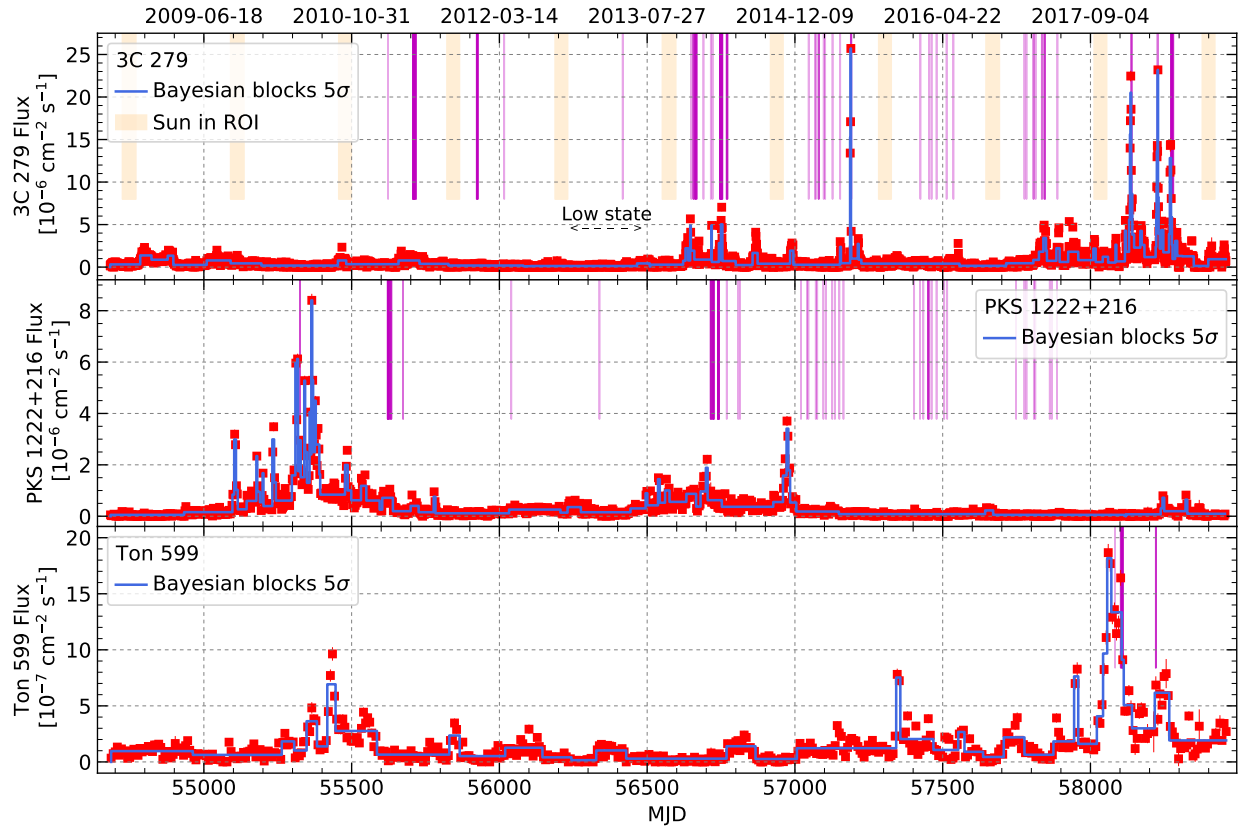 2009-06-18 2010-10-31 2012-03-14 2013-07-27 2014-12-09 2016-04-22 2017-09-04
3C 279 Flux
[10⁻⁶ cm⁻² s⁻¹]
25
20
15
10
5
0
3C 279
Bayesian blocks 5σ
Sun in ROI
Low state
PKS 1222+216 Flux
[10⁻⁶ cm⁻² s⁻¹]
8
6
4
2
0
PKS 1222+216
Bayesian blocks 5σ
Ton 599 Flux
[10⁻⁷ cm⁻² s⁻¹]
20
15
10
5
0
Ton 599
Bayesian blocks 5σ
55000 55500 56000 56500 57000 57500 58000
MJD